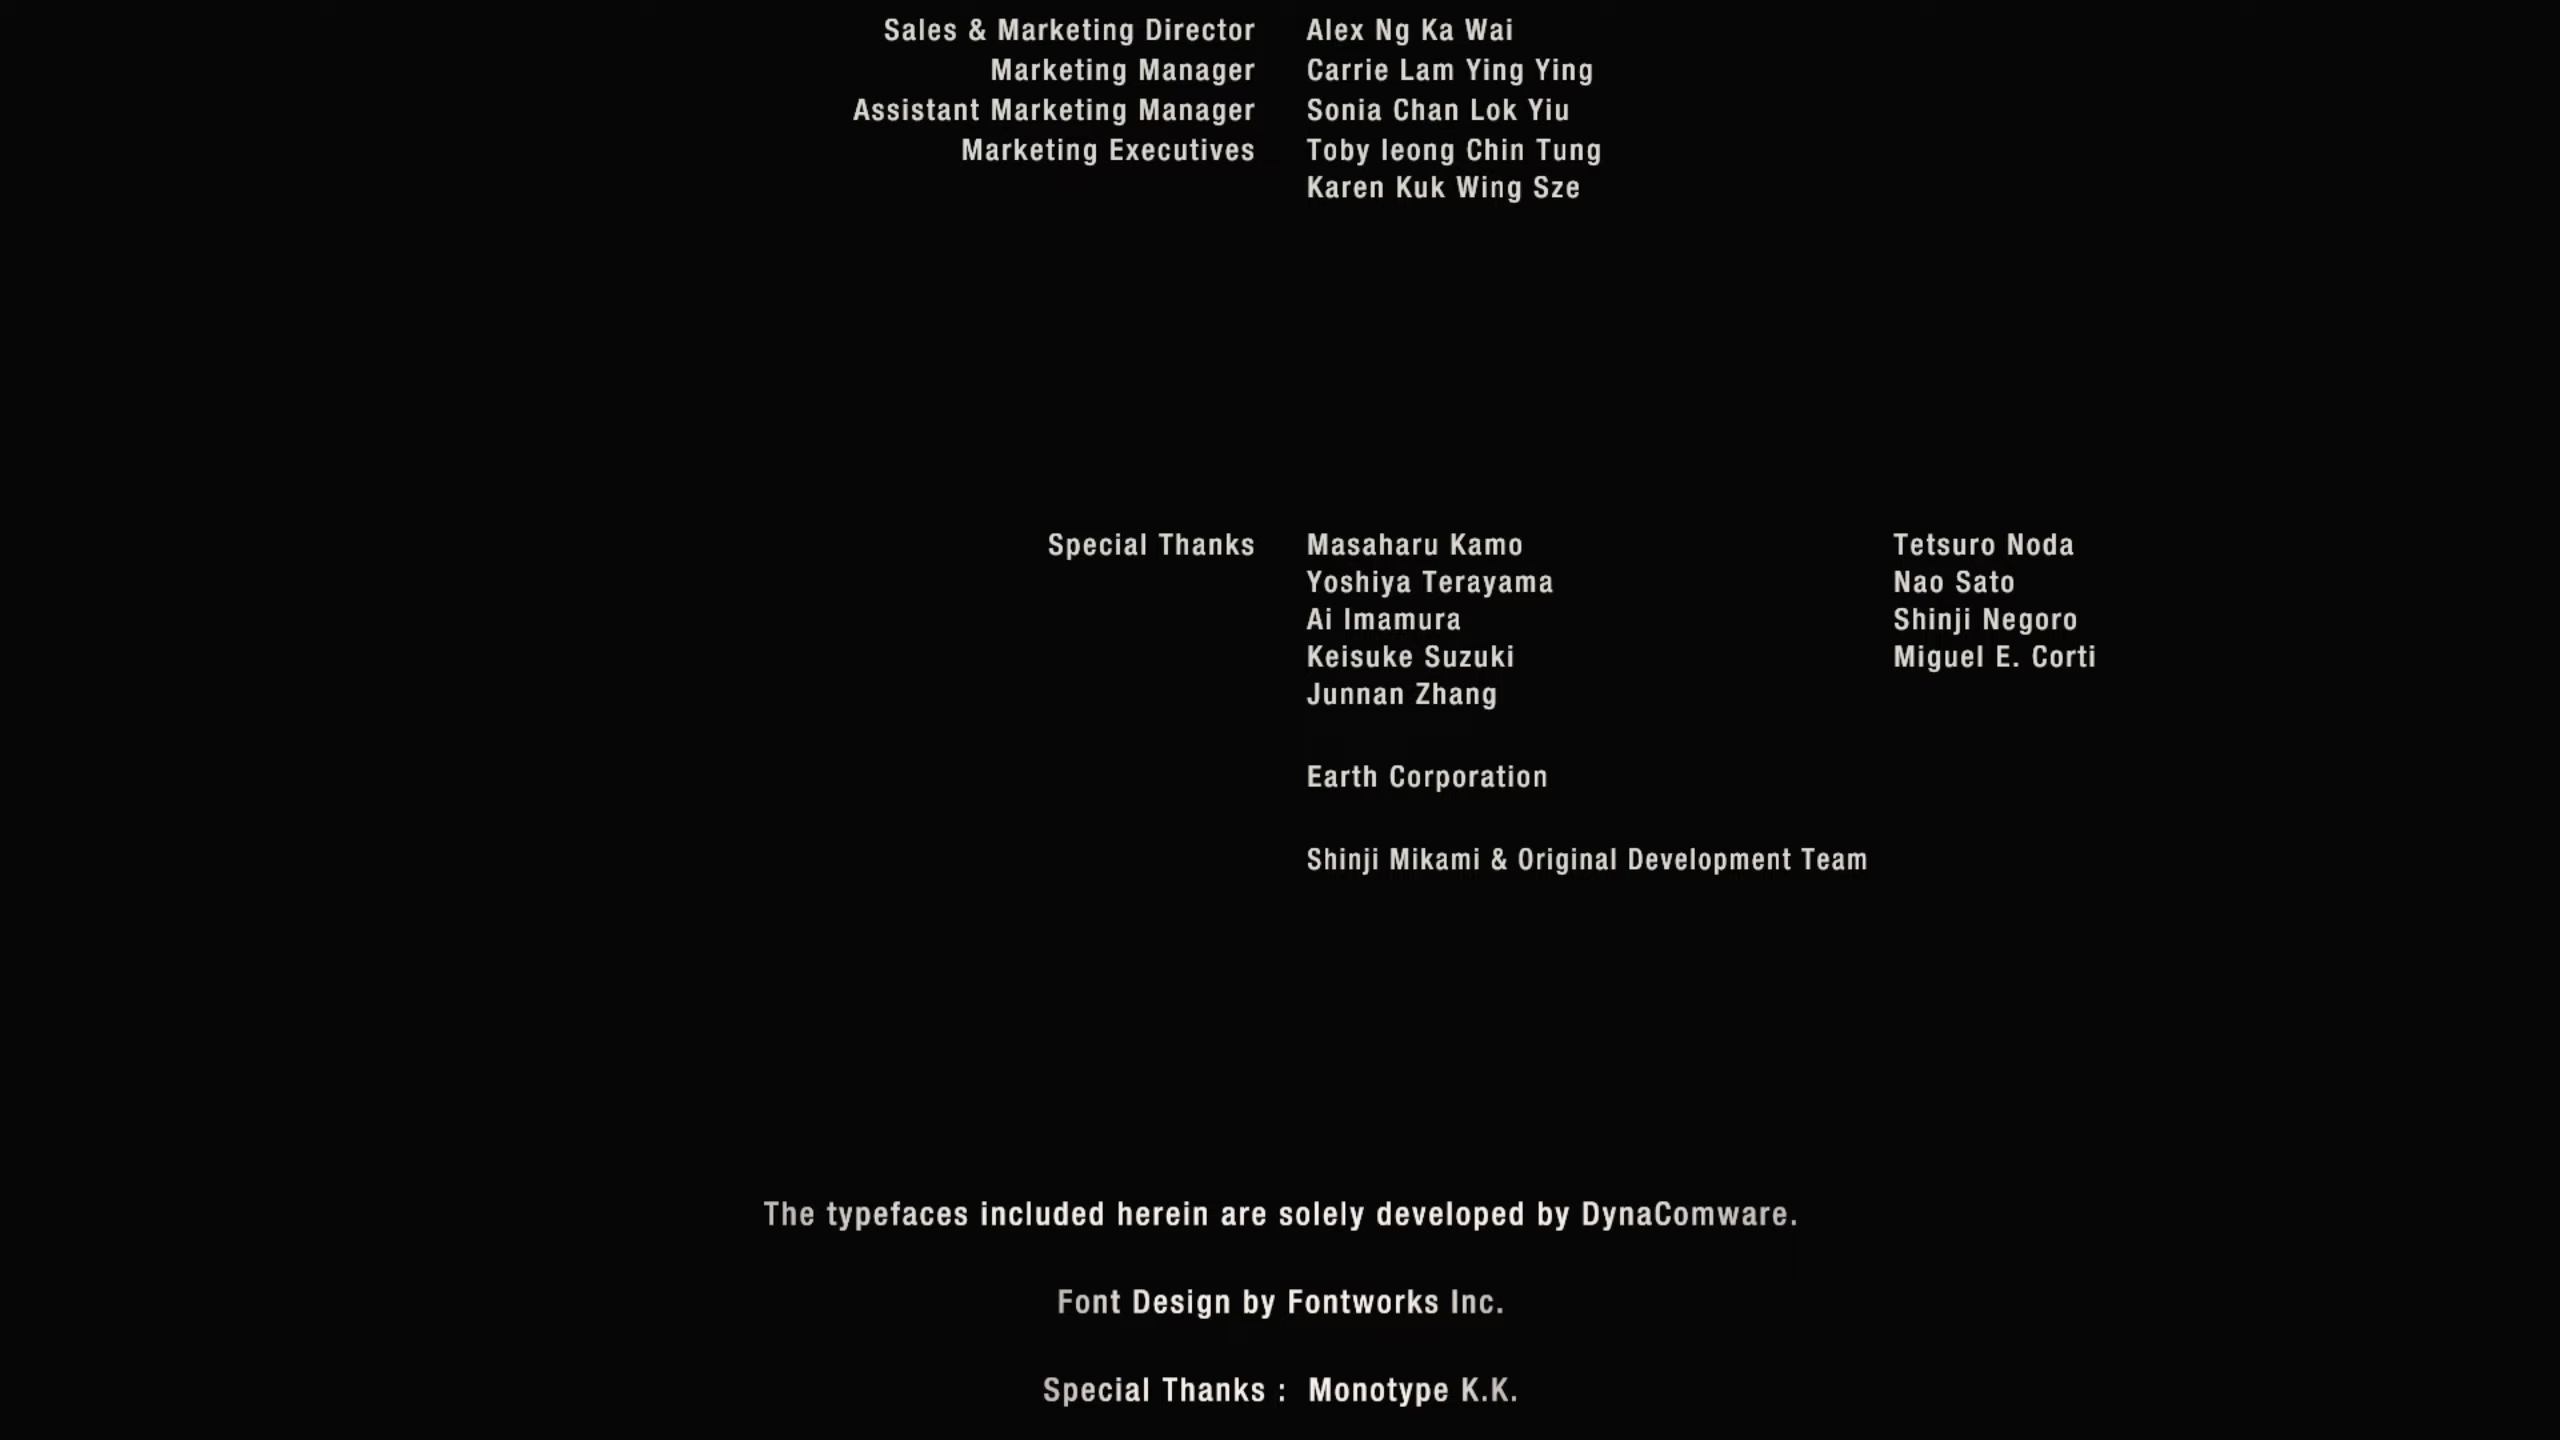 Sales & Marketing Director Alex Ng Ka Wai
Marketing Manager Carrie Lam Ying Ying
Assistant Marketing Manager Sonia Chan Lok Yiu
Marketing Executives Toby Ieong Chin Tung
Karen Kuk Wing Sze
Special Thanks Masaharu Kamo Tetsuro Noda
Yoshiya Terayama Nao Sato
Ai Imamura Shinji Negoro
Keisuke Suzuki Miguel E. Corti
Junnan Zhang
Earth Corporation
Shinji Mikami & Original Development Team
The typefaces included herein are solely developed by DynaComware.
Font Design by Fontworks Inc.
Special Thanks : Monotype K.K.